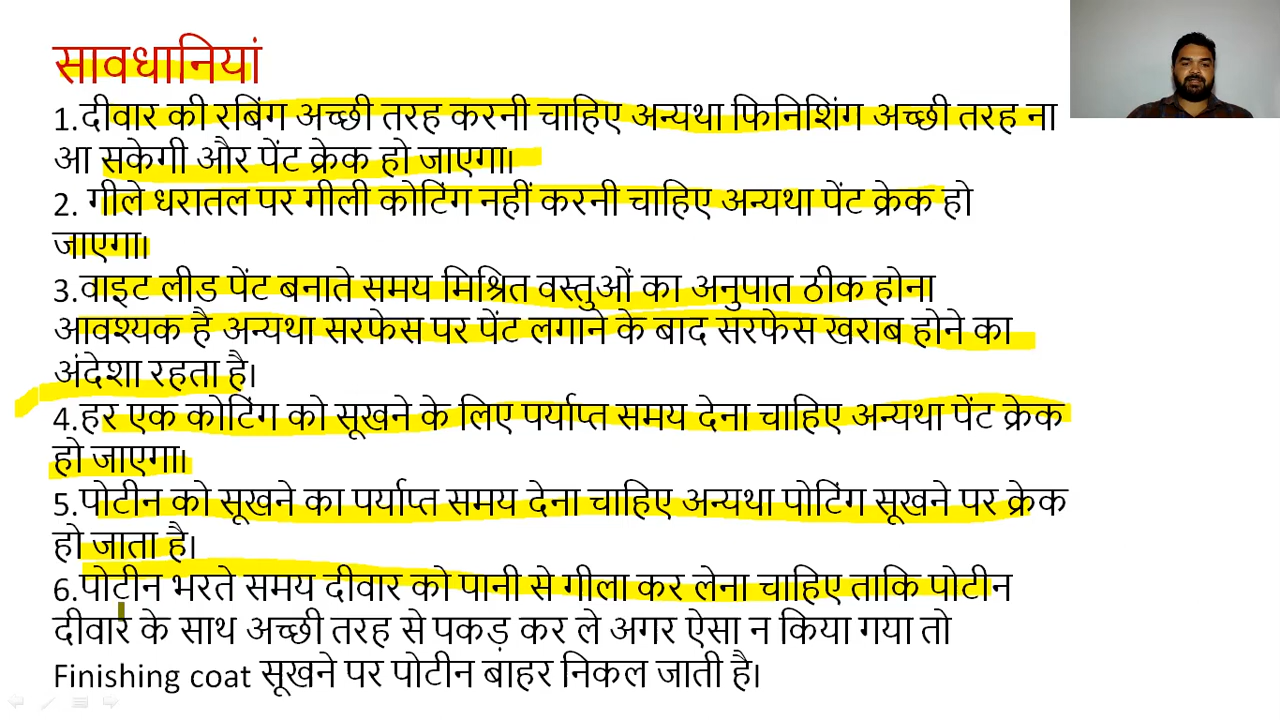 सावधानियां
1.दीवार की रबिंग अच्छी तरह करनी चाहिए अन्यथा फिनिशिंग अच्छी तरह ना
आ सकेगी और पेंट क्रेक हो जाएगा।
2. गीले धरातल पर गीली कोटिंग नहीं करनी चाहिए अन्यथा पेंट क्रेक हो
जाएगा।
3.वाइट लीड पेंट बनाते समय मिश्रित वस्तुओं का अनुपात ठीक होना
आवश्यक है अन्यथा सरफेस पर पेंट लगाने के बाद सरफेस खराब होने का
अंदेशा रहता है।
4.हर एक कोटिंग को सूखने के लिए पर्याप्त समय देना चाहिए अन्यथा पेंट क्रेक
हो जाएगा।
5.पोटीन को सूखने का पर्याप्त समय देना चाहिए अन्यथा पोटिंग सूखने पर क्रेक
हो जाता है।
6.पोटीन भरते समय दीवार को पानी से गीला कर लेना चाहिए ताकि पोटीन
दीवार के साथ अच्छी तरह से पकड़ कर ले अगर ऐसा न किया गया तो
Finishing coat सूखने पर पोटीन बाहर निकल जाती है।